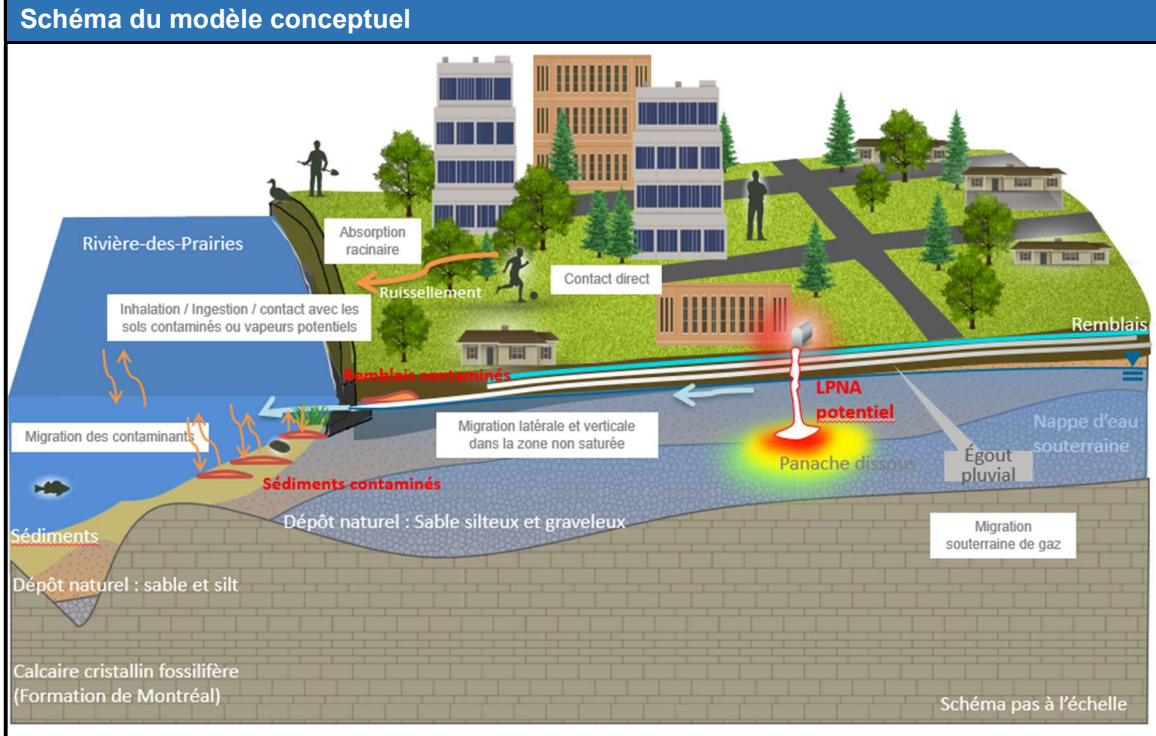 Schéma du modèle conceptuel
Rivière-des-Prairies
Absorption
racinaire
Ruissellement
Contact direct
Inhalation / Ingestion / contact avec les
sols contaminés ou vapeurs potentiels
Remblais
Remblais contaminés
LPNA
potentiel
Migration des contaminants
Migration latérale et verticale
dans la zone non saturée
Nappe d'eau
souterraine
Panache dissous
Égout
pluvial
Sédiments contaminés
Dépôt naturel : Sable silteux et graveleux
Sédiments
Migration
souterraine de gaz
Dépôt naturel : sable et silt
Calcaire cristallin fossilifère
(Formation de Montréal)
Schéma pas à l'échelle